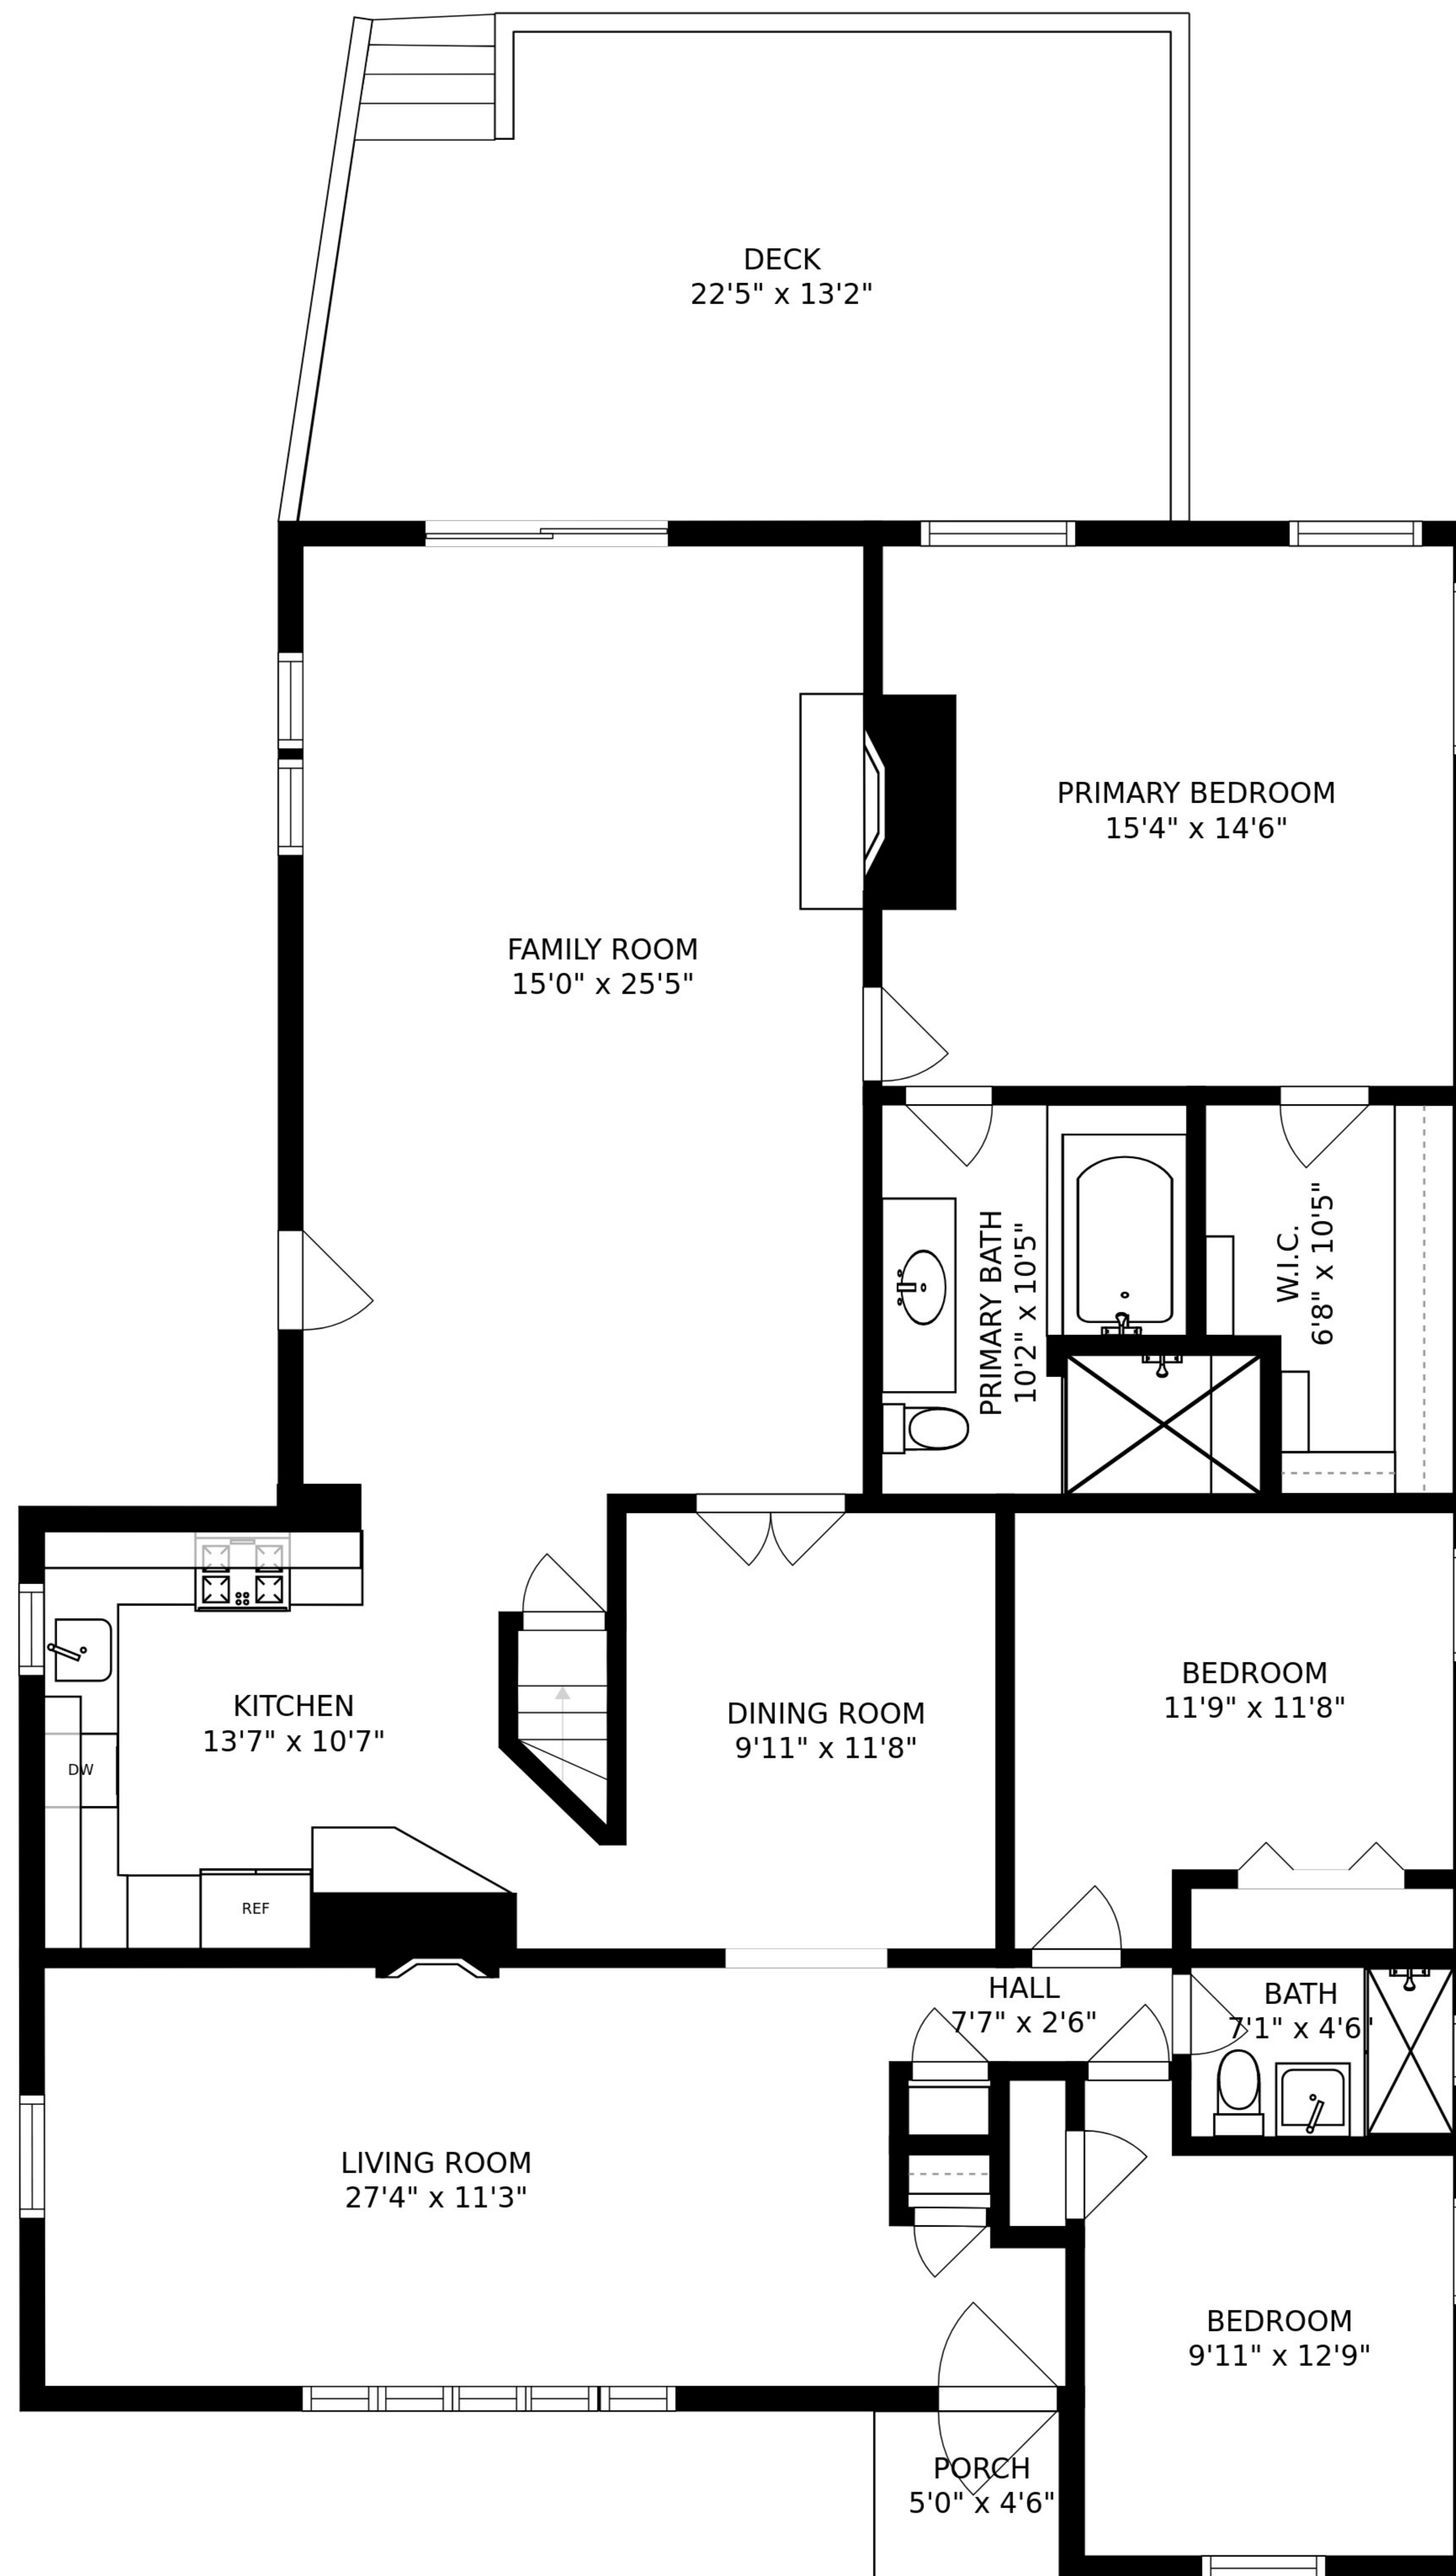 DECK
22'5" x 13'2"
PRIMARY BEDROOM
15'4" x 14'6"
FAMILY ROOM
15'0" x 25'5"
PRIMARY BATH
10'2" x 10'5"
W.I.C.
6'8" x 10'5"
KITCHEN
13'7" x 10'7"
DW
REF
DINING ROOM
9'11" x 11'8"
BEDROOM
11'9" x 11'8"
HALL
7'7" x 2'6"
BATH
7'1" x 4'6"
LIVING ROOM
27'4" x 11'3"
BEDROOM
9'11" x 12'9"
PORCH
5'0" x 4'6"